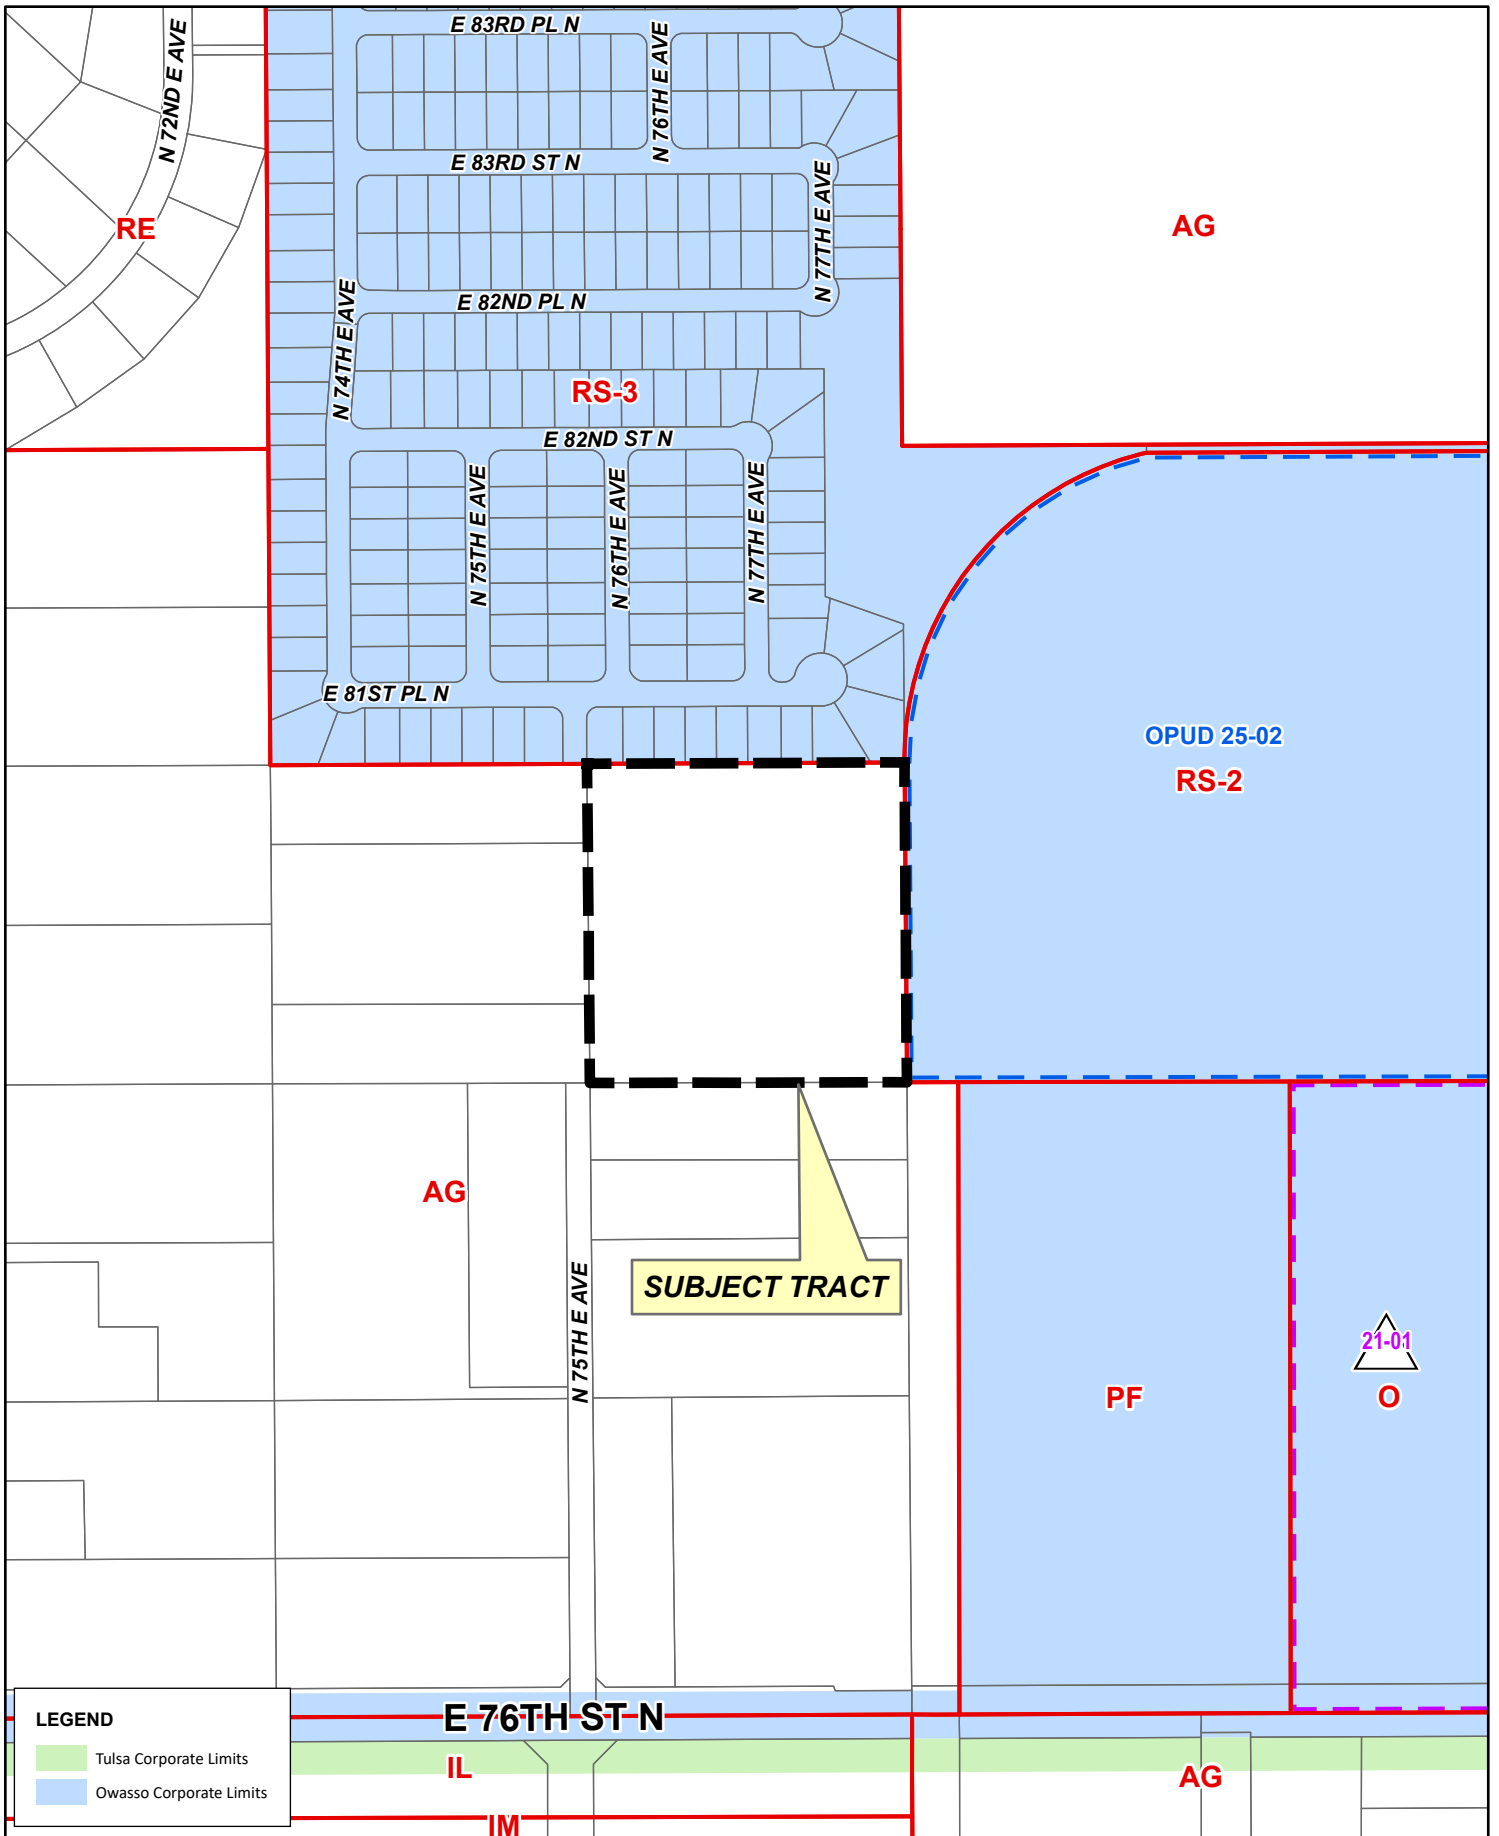 E 83RD PL N
N 72ND E AVE
N 76TH E AVE
E 83RD ST N
N 77TH E AVE
RE
AG
E 82ND PL N
N 74TH E AVE
RS-3
E 82ND ST N
N 75TH E AVE
N 76TH E AVE
N 77TH E AVE
E 81ST PL N
OPUD 25-02
RS-2
AG
SUBJECT TRACT
N 75TH E AVE
21-01
PF
O
E 76TH ST N
LEGEND
Tulsa Corporate Limits
Owasso Corporate Limits
IL
AG
IM